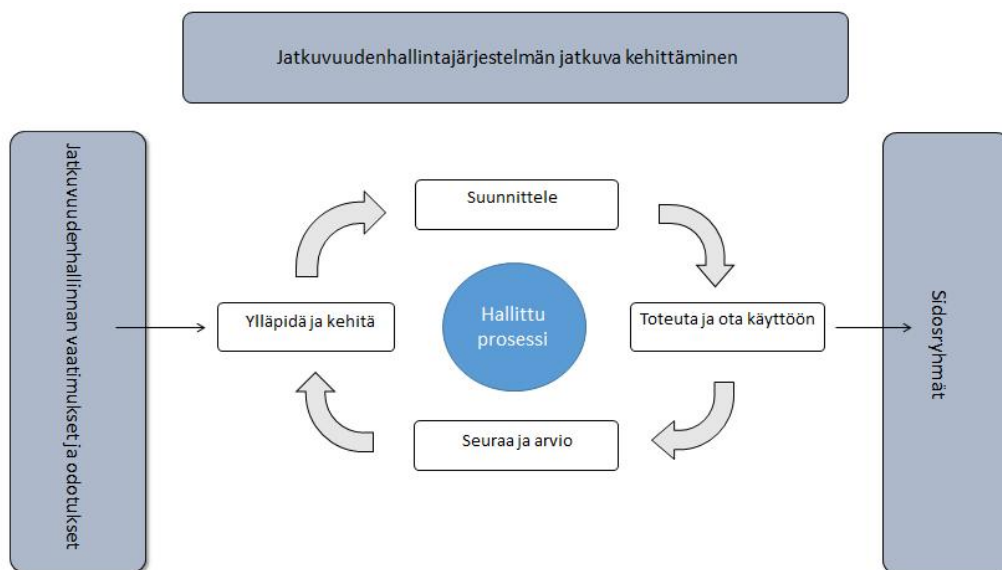 Jatkuvuudenhallintajärjestelmän jatkuva kehittäminen
Jatkuvuudenhallinnan vaatimukset ja odotukset
Suunnittele
Ylläpidä ja kehitä
Hallittu
prosessi
Toteuta ja ota käyttöön
Seuraa ja arvio
Sidosryhmät